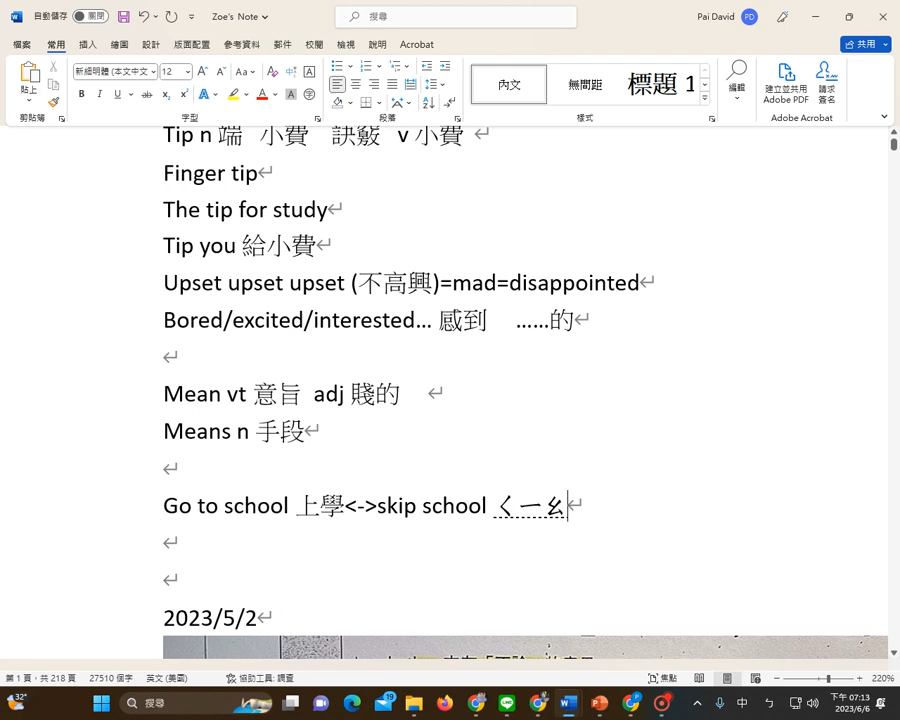 自動儲存 關閉 Zoe's Note 搜尋 Pai David PD
檔案 常用 插入 繪圖 設計 版面配置 參考資料 郵件 校閱 檢視 說明 Acrobat 共用
貼上 新細明體 (本文中文 12 內文 無間距 標題 1 編輯 建立並共用 Adobe PDF 請求 簽名
剪貼簿 字型 段落 樣式 Adobe Acrobat
Tip n 端 小費 訣竅 v 小費
Finger tip
The tip for study
Tip you 給小費
Upset upset upset (不高興)=mad=disappointed
Bored/excited/interested... 感到 ……的
Mean vt 意旨 adj 賤的
Means n 手段
Go to school 上學<->skip school ㄑㄧㄠ
2023/5/2
第 1 頁，共 218 頁 27510 個字 英文 (美國) 協助工具: 調查 焦點 220%
32° 搜尋 19 中 ㄅ 下午 07:13
2023/6/6